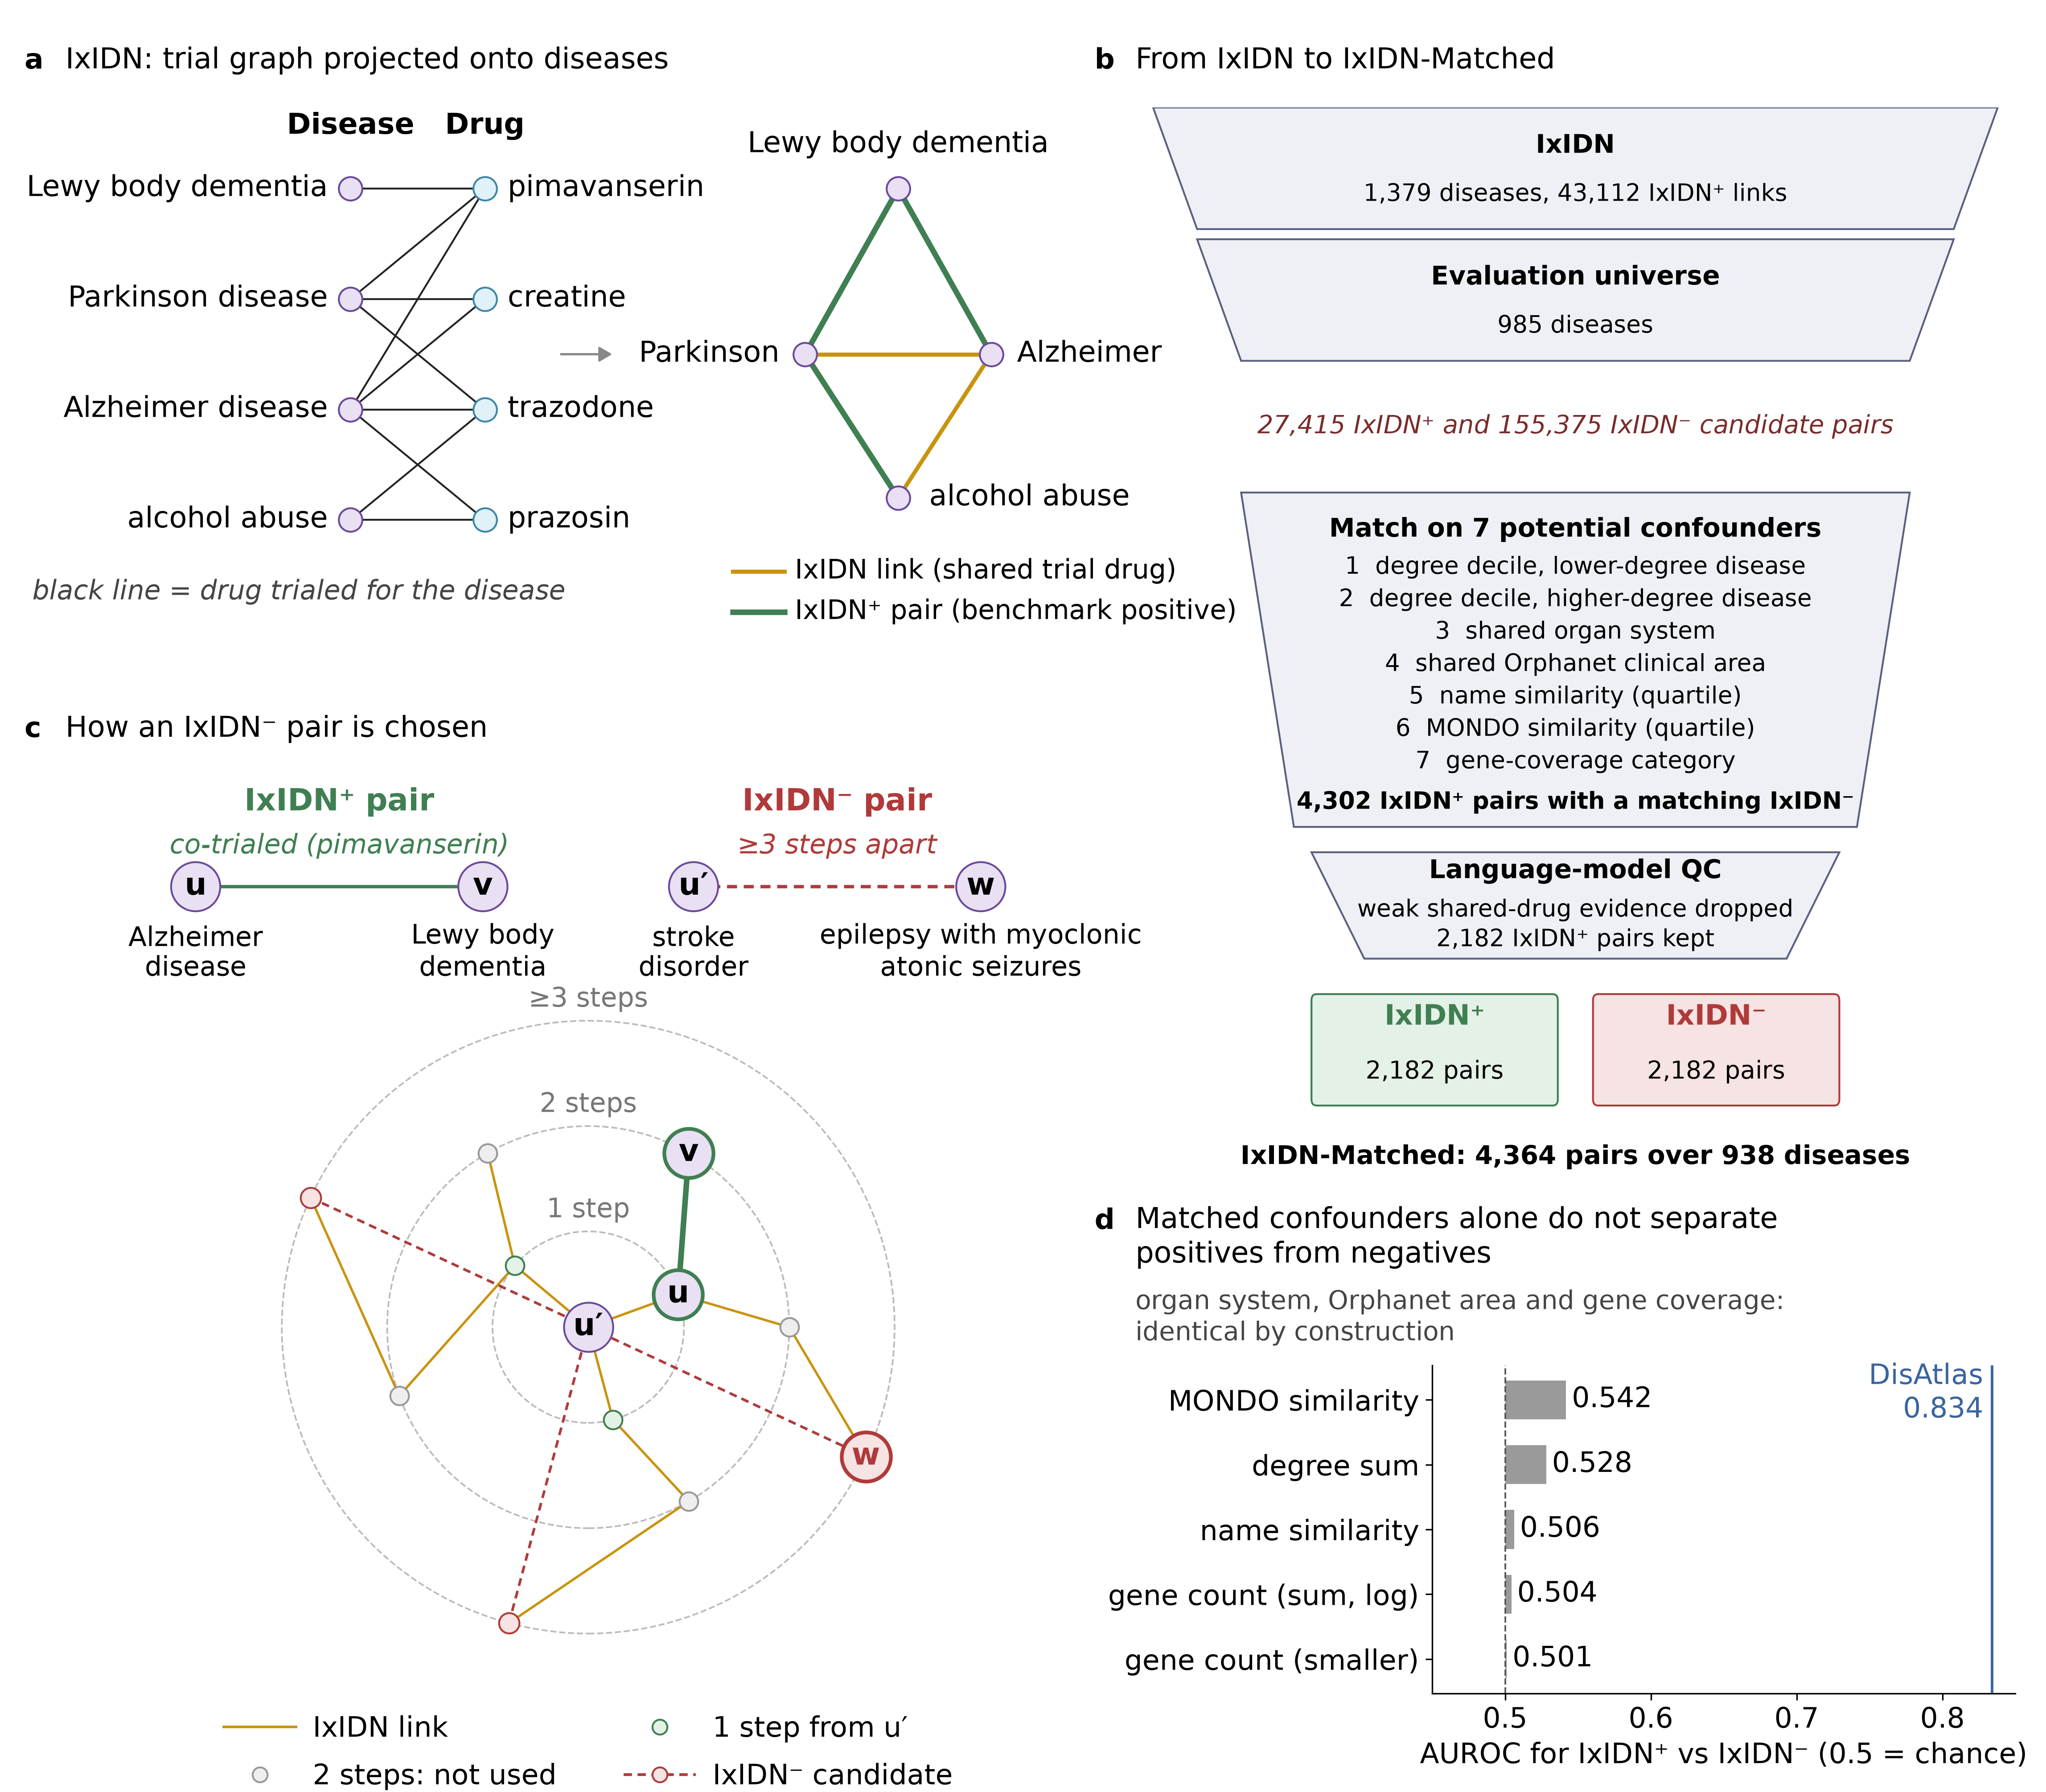 a IxIDN: trial graph projected onto diseases
Disease Drug
Lewy body dementia
Parkinson disease
Alzheimer disease
alcohol abuse
pimavanserin
creatine
trazodone
prazosin
black line = drug trialed for the disease
Lewy body dementia
Parkinson
Alzheimer
alcohol abuse
IxIDN link (shared trial drug)
IxIDN⁺ pair (benchmark positive)
b From IxIDN to IxIDN-Matched
IxIDN
1,379 diseases, 43,112 IxIDN⁺ links
Evaluation universe
985 diseases
27,415 IxIDN⁺ and 155,375 IxIDN⁻ candidate pairs
Match on 7 potential confounders
1 degree decile, lower-degree disease
2 degree decile, higher-degree disease
3 shared organ system
4 shared Orphanet clinical area
5 name similarity (quartile)
6 MONDO similarity (quartile)
7 gene-coverage category
4,302 IxIDN⁺ pairs with a matching IxIDN⁻
Language-model QC
weak shared-drug evidence dropped
2,182 IxIDN⁺ pairs kept
IxIDN⁺
2,182 pairs
IxIDN⁻
2,182 pairs
IxIDN-Matched: 4,364 pairs over 938 diseases
c How an IxIDN⁻ pair is chosen
IxIDN⁺ pair
co-trialed (pimavanserin)
u
v
Alzheimer
disease
Lewy body
dementia
IxIDN⁻ pair
≥3 steps apart
u′
w
stroke
disorder
epilepsy with myoclonic
atonic seizures
≥3 steps
2 steps
1 step
v
u
u′
w
IxIDN link
1 step from u′
2 steps: not used
IxIDN⁻ candidate
d Matched confounders alone do not separate
positives from negatives
organ system, Orphanet area and gene coverage:
identical by construction
DisAtlas
0.834
MONDO similarity 0.542
degree sum 0.528
name similarity 0.506
gene count (sum, log) 0.504
gene count (smaller) 0.501
0.5 0.6 0.7 0.8
AUROC for IxIDN⁺ vs IxIDN⁻ (0.5 = chance)